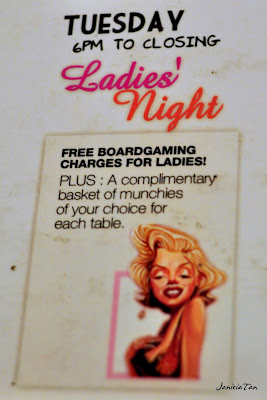 TUESDAY
6PM TO CLOSING
Ladies'
Night
FREE BOARDGAMING
CHARGES FOR LADIES!
PLUS : A complimentary
basket of munchies
of your choice for
each table.
JaniciaTan